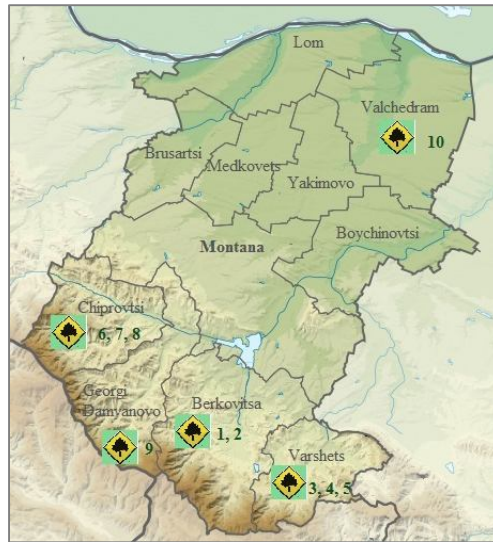 Lom
Valchedram
10
Brusartsi
Medkovets
Yakimovo
Boychinovtsi
Montana
Chiprovtsi
6, 7, 8
Georgi
Damyanovo
9
Berkovitsa
1, 2
Varshets
3, 4, 5